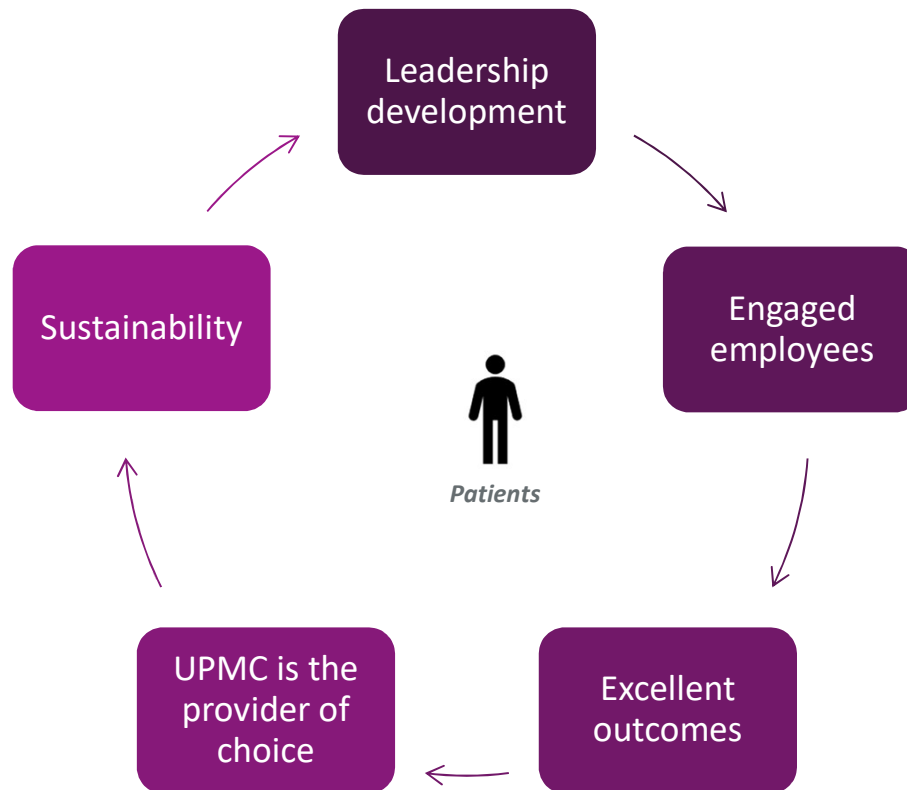 Leadership
development
Engaged
employees
Excellent
outcomes
UPMC is the
provider of
choice
Sustainability
Patients